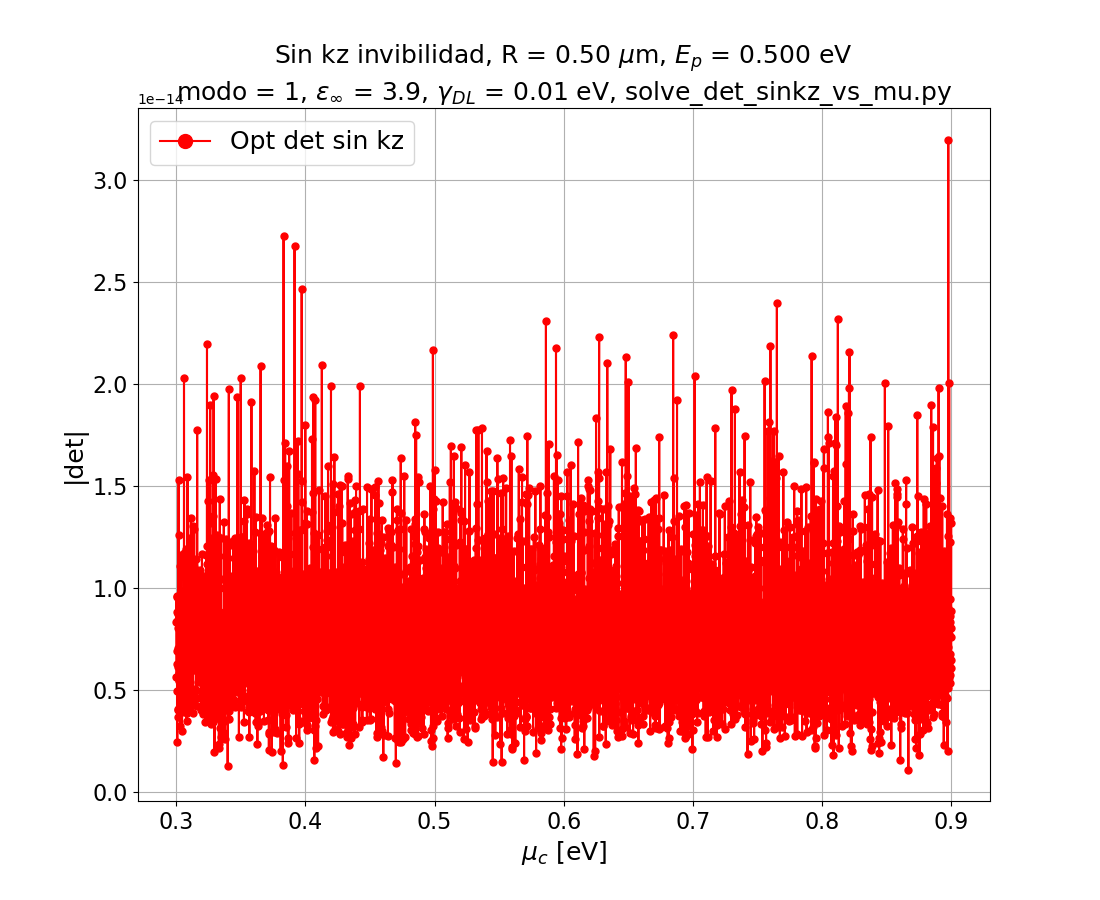 Sin kz invibilidad, R = 0.50 μm, E_p = 0.500 eV
modo = 1, ε_∞ = 3.9, γ_DL = 0.01 eV, solve_det_sinkz_vs_mu.py
1e−14
Opt det sin kz
3.0
2.5
2.0
1.5
1.0
0.5
0.0
|det|
0.3 0.4 0.5 0.6 0.7 0.8 0.9
μ_c [eV]